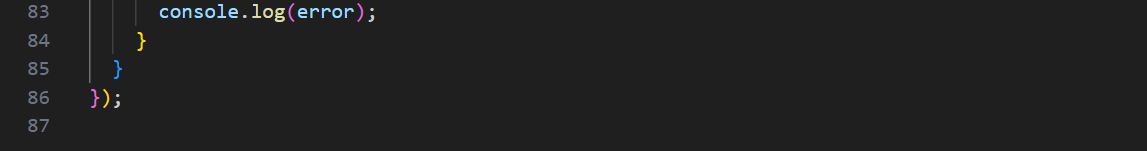 83 console.log(error);
84 }
85 }
86 });
87